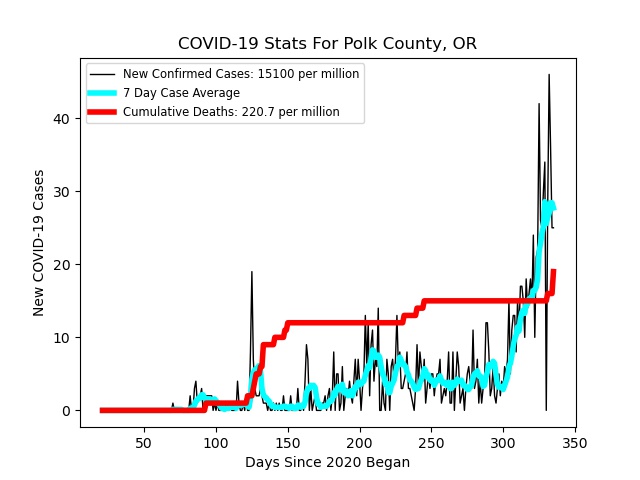 COVID-19 Stats For Polk County, OR
New Confirmed Cases: 15100 per million
7 Day Case Average
Cumulative Deaths: 220.7 per million
New COVID-19 Cases
40
30
20
10
0
50 100 150 200 250 300 350
Days Since 2020 Began